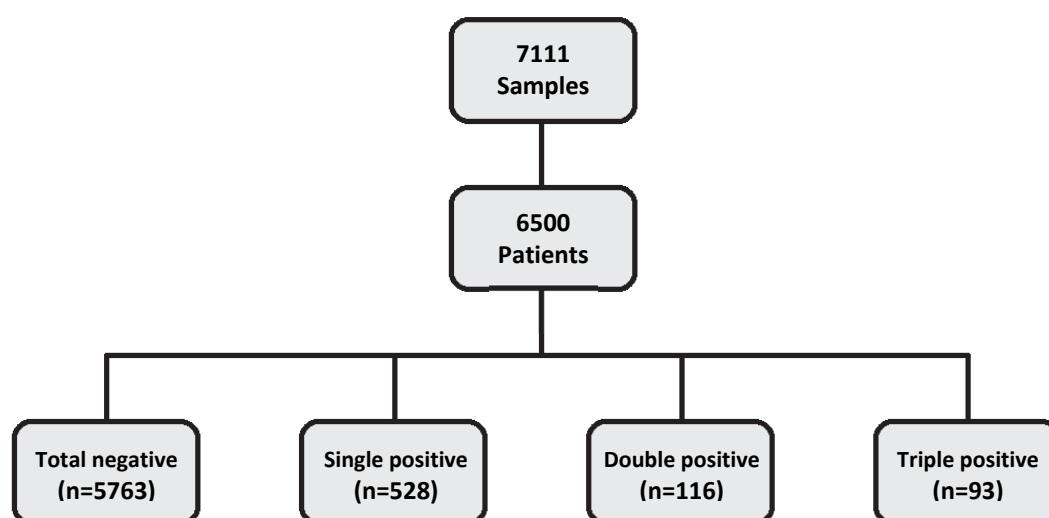 7111
Samples
6500
Patients
Total negative
(n=5763)
Single positive
(n=528)
Double positive
(n=116)
Triple positive
(n=93)